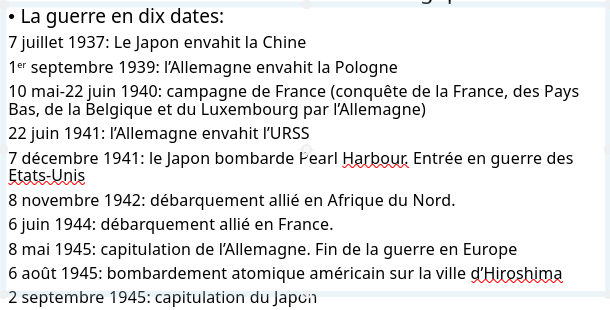 • La guerre en dix dates:
7 juillet 1937: Le Japon envahit la Chine
1er septembre 1939: l’Allemagne envahit la Pologne
10 mai-22 juin 1940: campagne de France (conquête de la France, des Pays
Bas, de la Belgique et du Luxembourg par l’Allemagne)
22 juin 1941: l’Allemagne envahit l’URSS
7 décembre 1941: le Japon bombarde Pearl Harbour. Entrée en guerre des
Etats-Unis
8 novembre 1942: débarquement allié en Afrique du Nord.
6 juin 1944: débarquement allié en France.
8 mai 1945: capitulation de l’Allemagne. Fin de la guerre en Europe
6 août 1945: bombardement atomique américain sur la ville d’Hiroshima
2 septembre 1945: capitulation du Japon